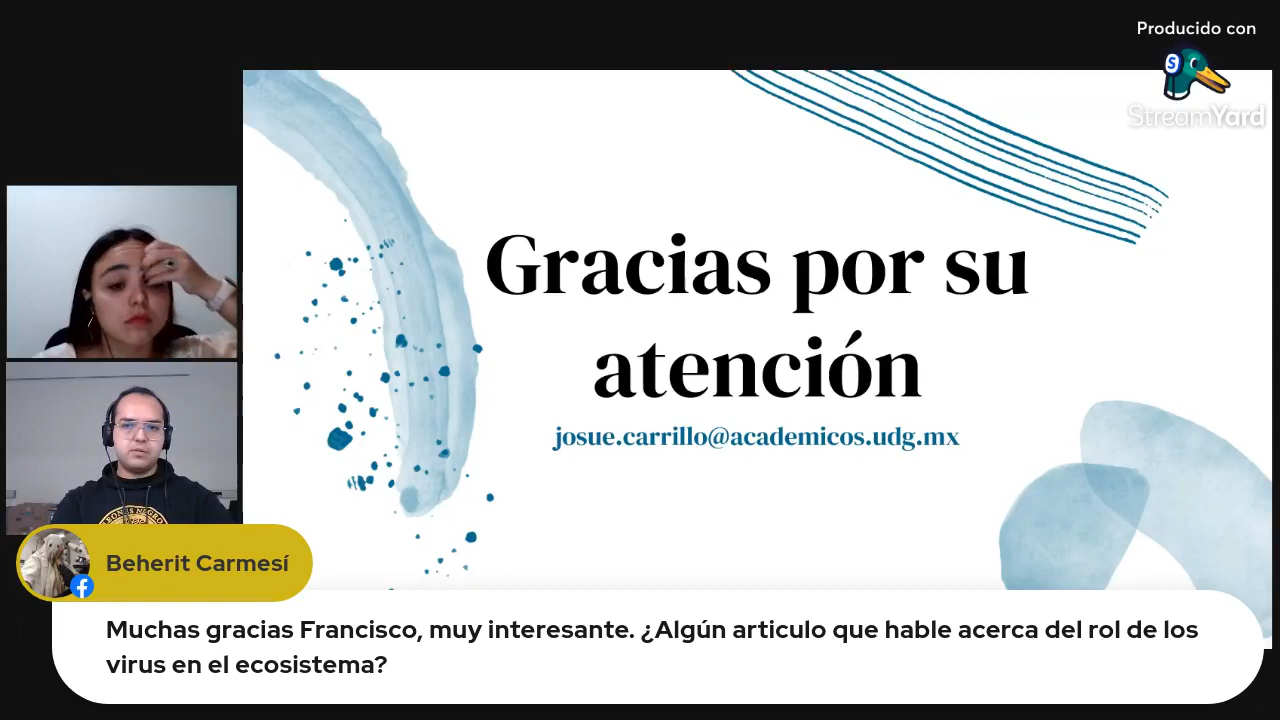 Producido con
StreamYard
Gracias por su
atención
josue.carrillo@academicos.udg.mx
Beherit Carmesí
Muchas gracias Francisco, muy interesante. ¿Algún articulo que hable acerca del rol de los
virus en el ecosistema?